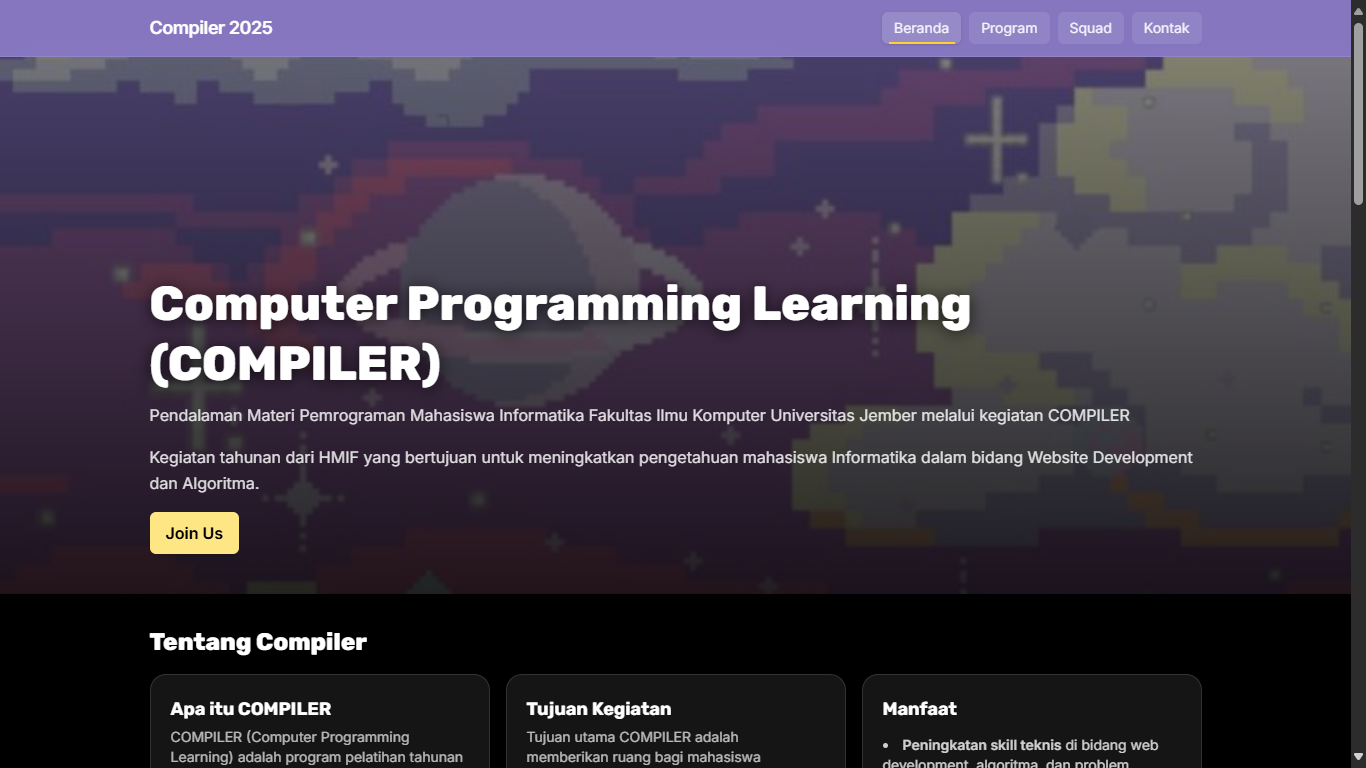 Compiler 2025
Beranda
Program
Squad
Kontak
Computer Programming Learning
(COMPILER)
Pendalaman Materi Pemrograman Mahasiswa Informatika Fakultas Ilmu Komputer Universitas Jember melalui kegiatan COMPILER
Kegiatan tahunan dari HMIF yang bertujuan untuk meningkatkan pengetahuan mahasiswa Informatika dalam bidang Website Development
dan Algoritma.
Join Us
Tentang Compiler
Apa itu COMPILER
COMPILER (Computer Programming
Learning) adalah program pelatihan tahunan
Tujuan Kegiatan
Tujuan utama COMPILER adalah
memberikan ruang bagi mahasiswa
Manfaat
• Peningkatan skill teknis di bidang web
development, algoritma, dan problem